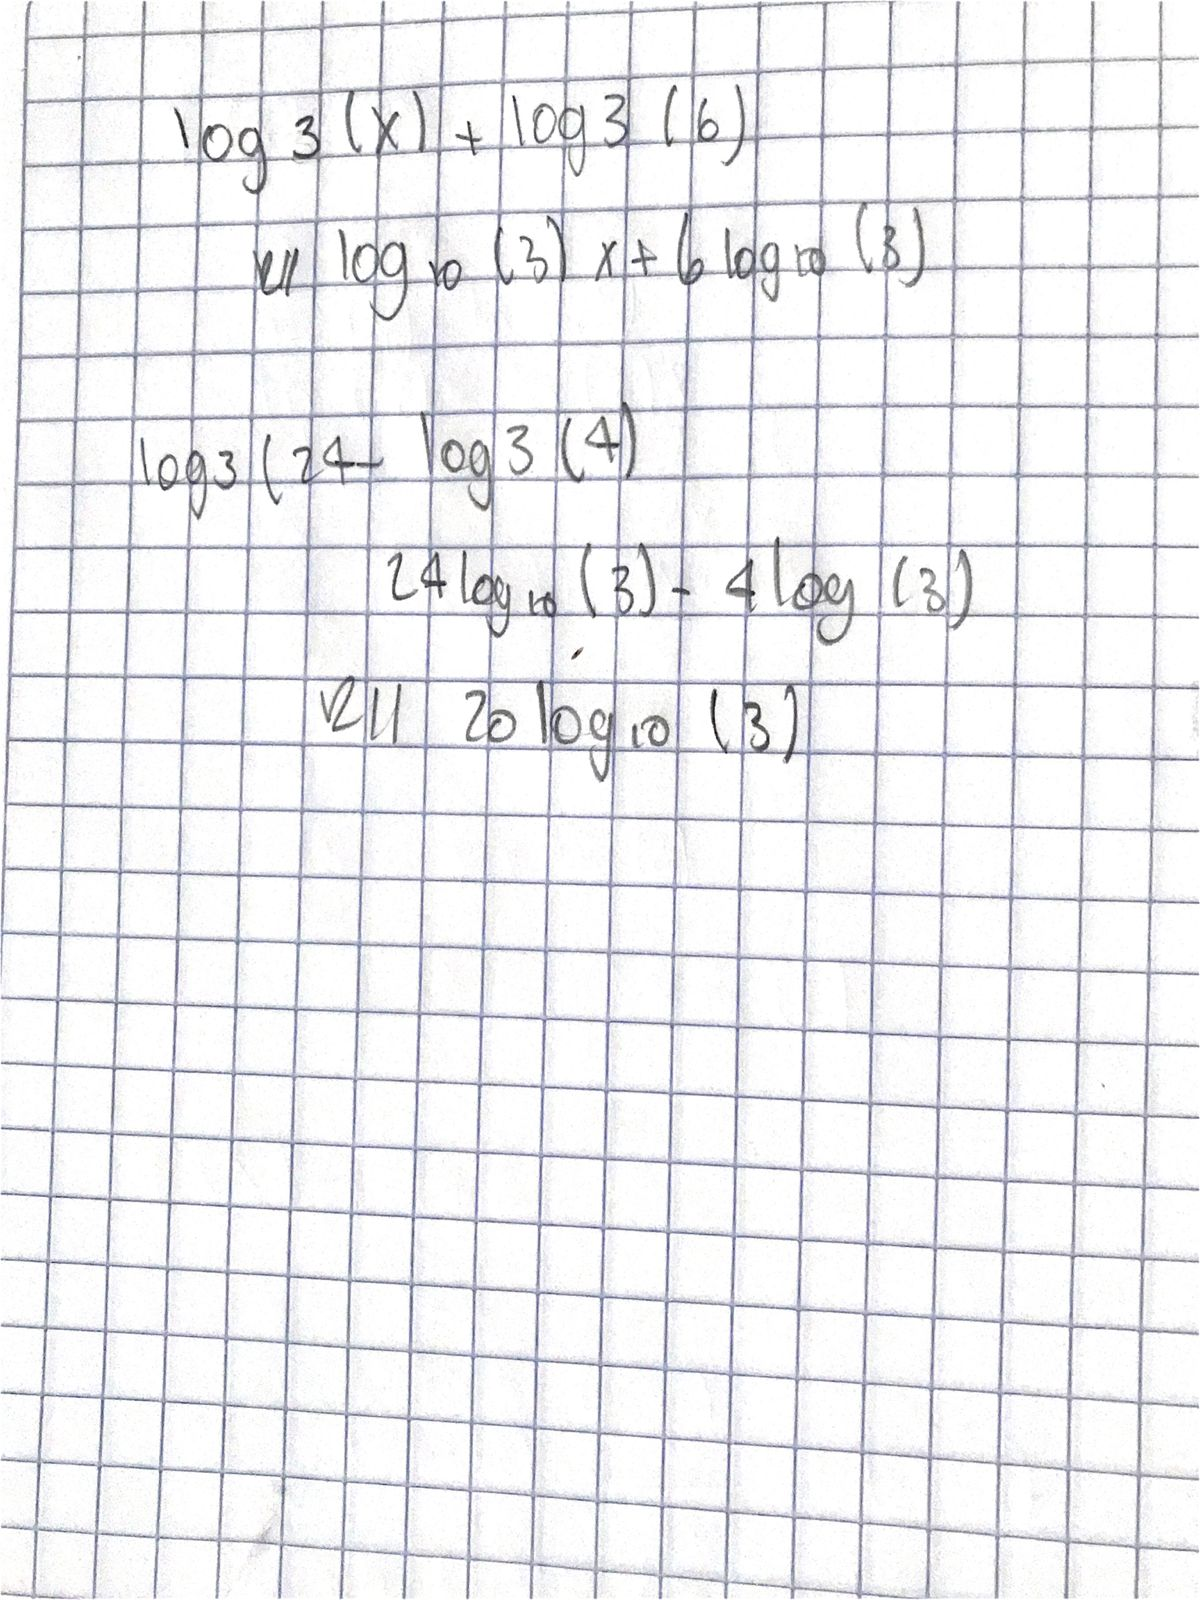 log 3 (x) + log 3 (6)
R// log10 (3) x + 6 log10 (3)
log3 (24 - log 3 (4)
24 log10 (3) - 4 log (3)
R// 20 log10 (3)